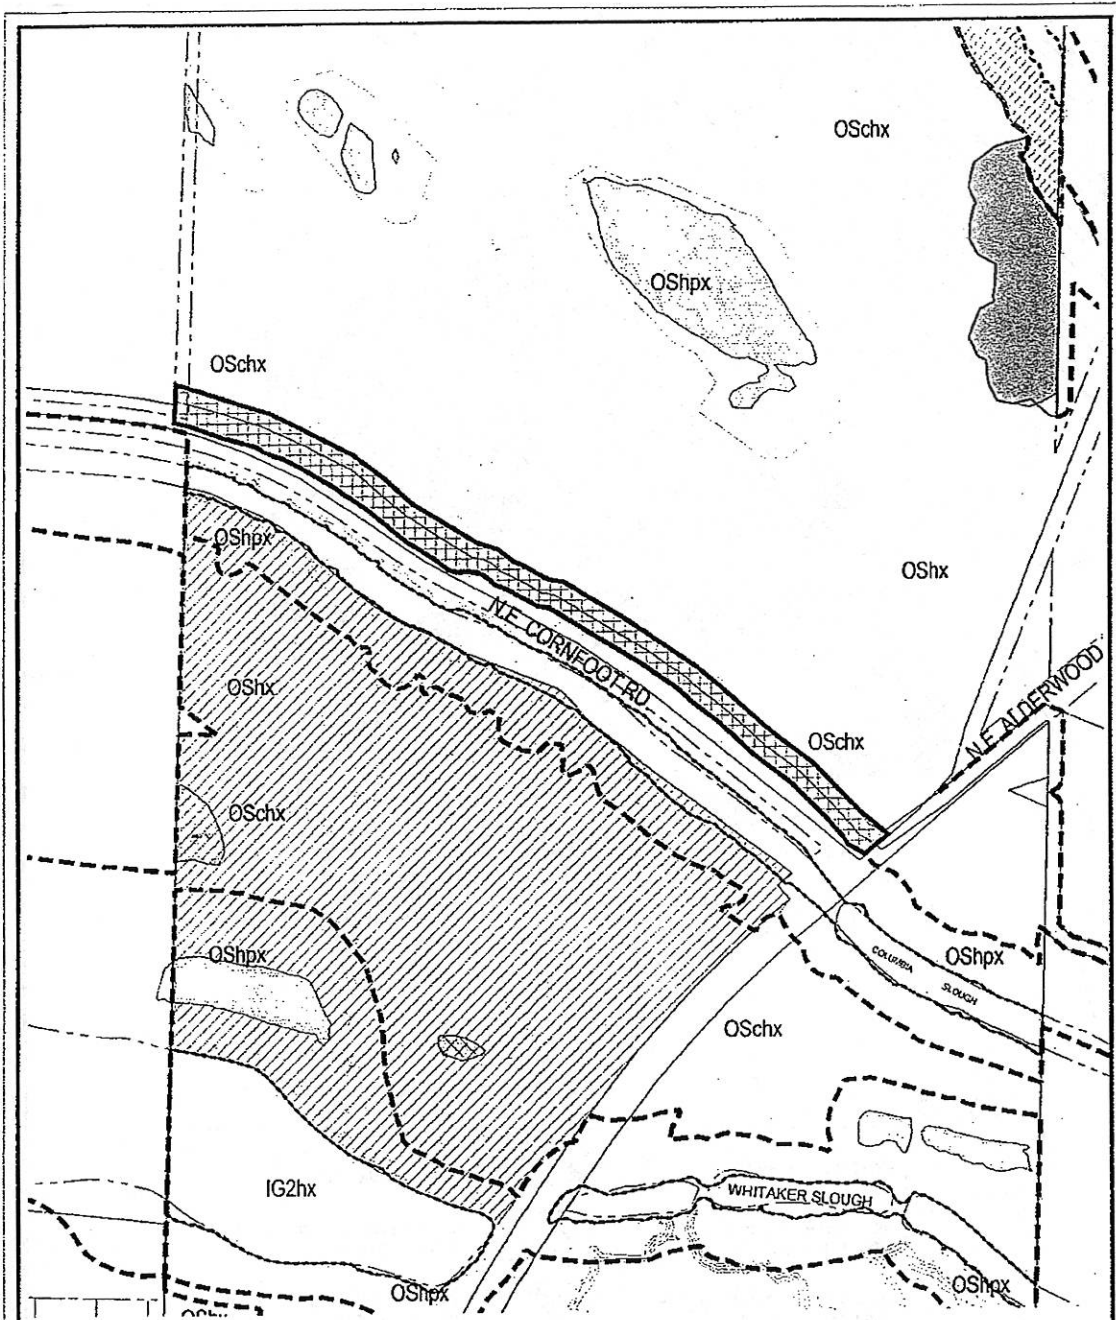 OSchx
OShpx
OSchx
OShpx
N.E. CORNFOOT RD
OShx
OShx
N.E. ALDERWOOD
OSchx
OSchx
OShpx
OShpx
COLUMBIA
SLOUGH
OSchx
IG2hx
WHITAKER SLOUGH
OShpx
OShpx